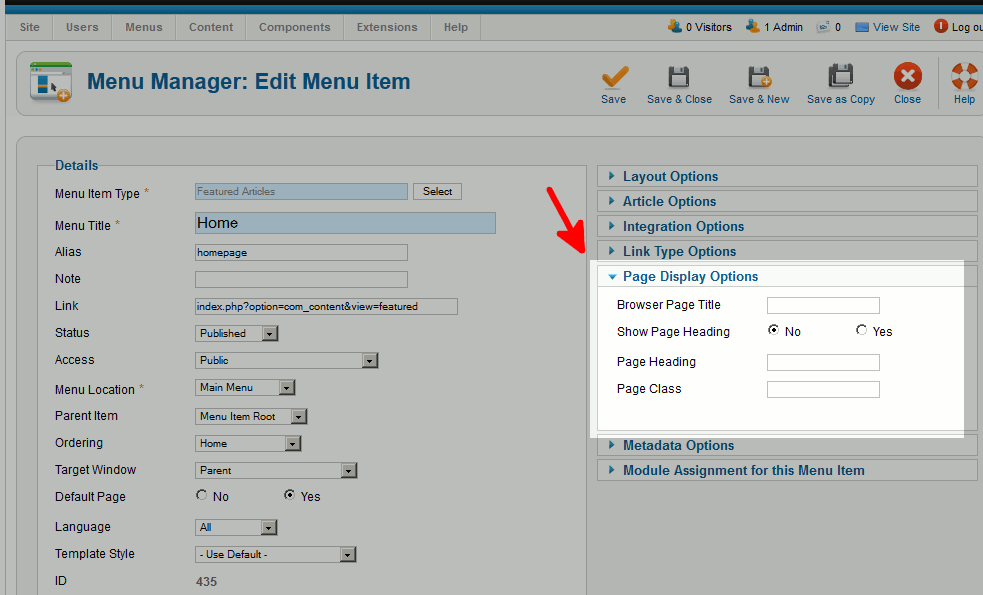 Site Users Menus Content Components Extensions Help 0 Visitors 1 Admin 0 View Site Log ou
Menu Manager: Edit Menu Item
Save Save & Close Save & New Save as Copy Close Help
Details
Menu Item Type * Featured Articles Select
Menu Title * Home
Alias homepage
Note
Link index.php?option=com_content&view=featured
Status Published
Access Public
Menu Location * Main Menu
Parent Item Menu Item Root
Ordering Home
Target Window Parent
Default Page No Yes
Language All
Template Style - Use Default -
ID 435
Layout Options
Article Options
Integration Options
Link Type Options
Page Display Options
Browser Page Title
Show Page Heading No Yes
Page Heading
Page Class
Metadata Options
Module Assignment for this Menu Item